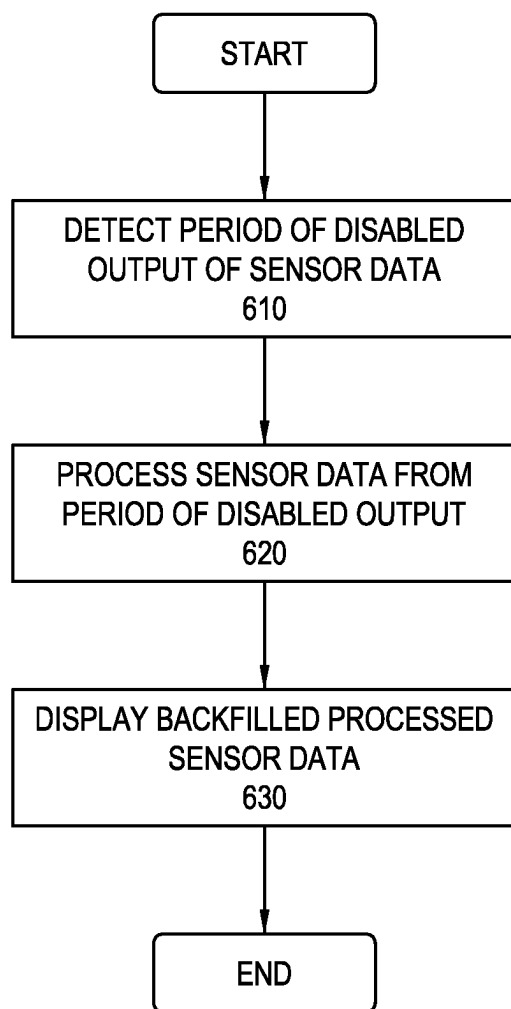 START
DETECT PERIOD OF DISABLED
OUTPUT OF SENSOR DATA
610
PROCESS SENSOR DATA FROM
PERIOD OF DISABLED OUTPUT
620
DISPLAY BACKFILLED PROCESSED
SENSOR DATA
630
END